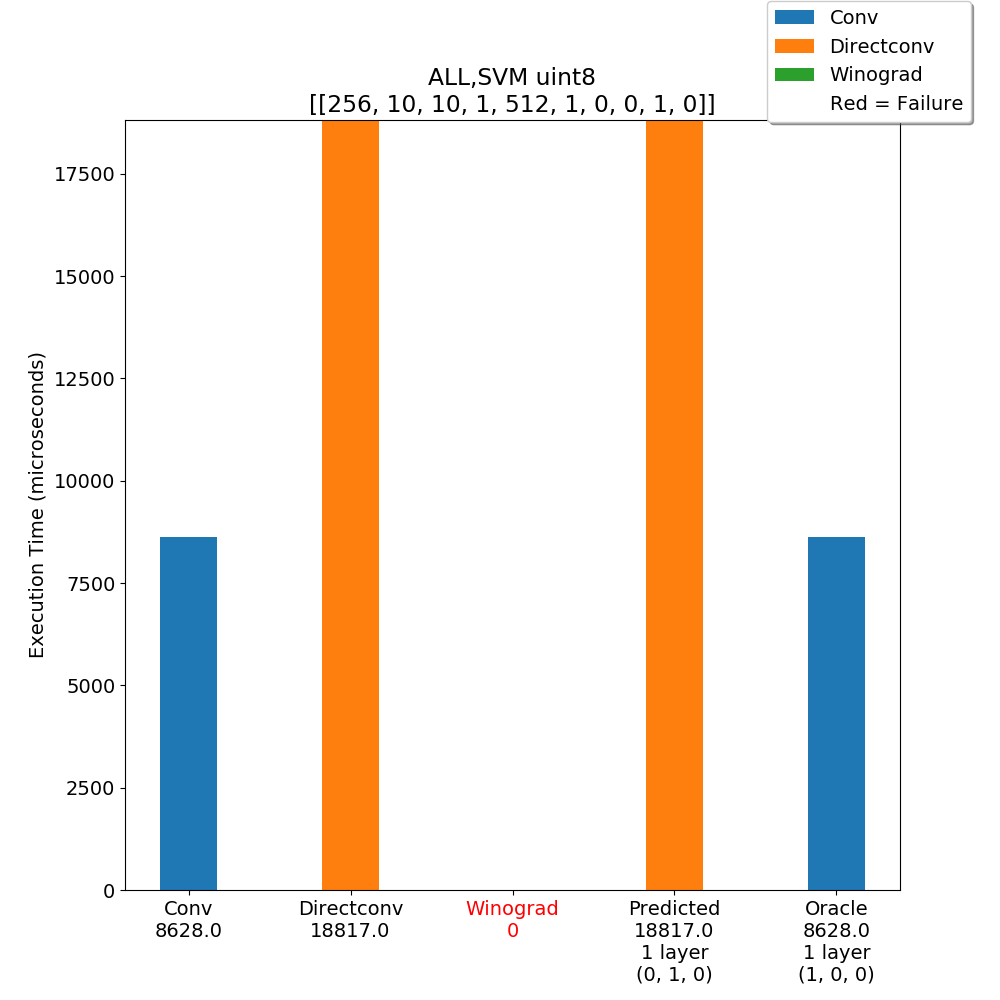 Conv
Directconv
Winograd
Red = Failure
ALL,SVM uint8
[[256, 10, 10, 1, 512, 1, 0, 0, 1, 0]]
Execution Time (microseconds)
17500
15000
12500
10000
7500
5000
2500
0
Conv
8628.0
Directconv
18817.0
Winograd
0
Predicted
18817.0
1 layer
(0, 1, 0)
Oracle
8628.0
1 layer
(1, 0, 0)